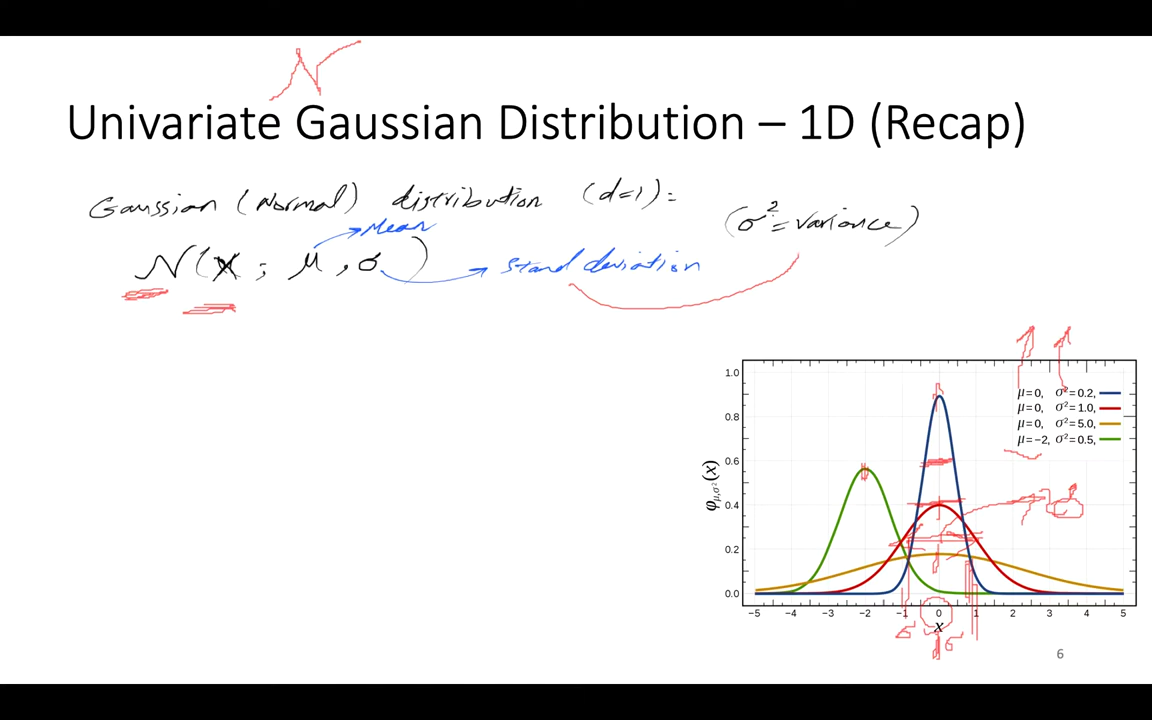 N
Univariate Gaussian Distribution – 1D (Recap)
Gaussian (Normal) distribution (d=1):
Mean
(σ² = variance)
N(x; μ, σ)
Stand deviation
μ=0, σ²=0.2,
μ=0, σ²=1.0,
μ=0, σ²=5.0,
μ=−2, σ²=0.5,
1.0
0.8
0.6
0.4
0.2
0.0
φμ,σ²(x)
−5 −4 −3 −2 −1 0 1 2 3 4 5
x
6